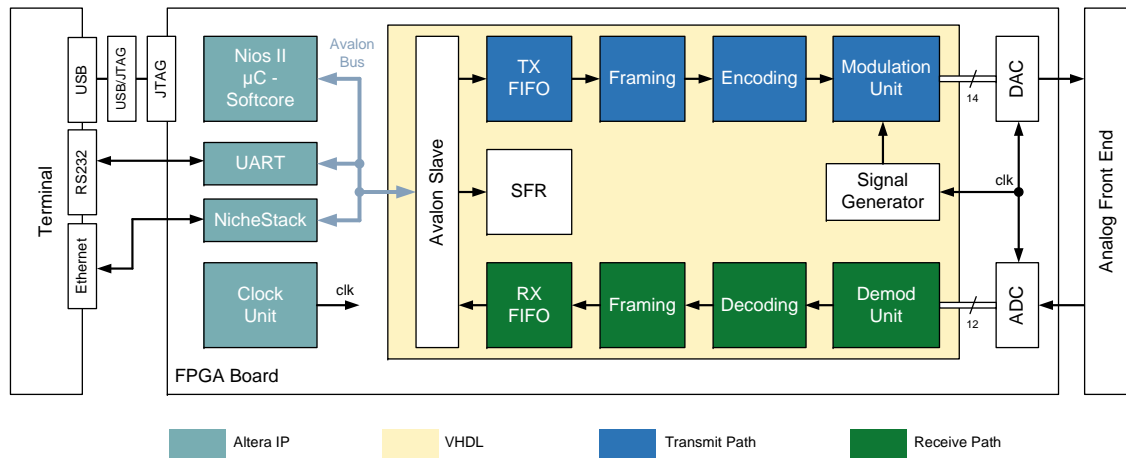 Terminal
USB
USB/JTAG
JTAG
RS232
Ethernet
Nios II
µC -
Softcore
Avalon
Bus
UART
NicheStack
Clock
Unit
clk
FPGA Board
Avalon Slave
TX
FIFO
Framing
Encoding
Modulation
Unit
14
DAC
SFR
Signal
Generator
clk
RX
FIFO
Framing
Decoding
Demod
Unit
12
ADC
Analog Front End
Altera IP
VHDL
Transmit Path
Receive Path